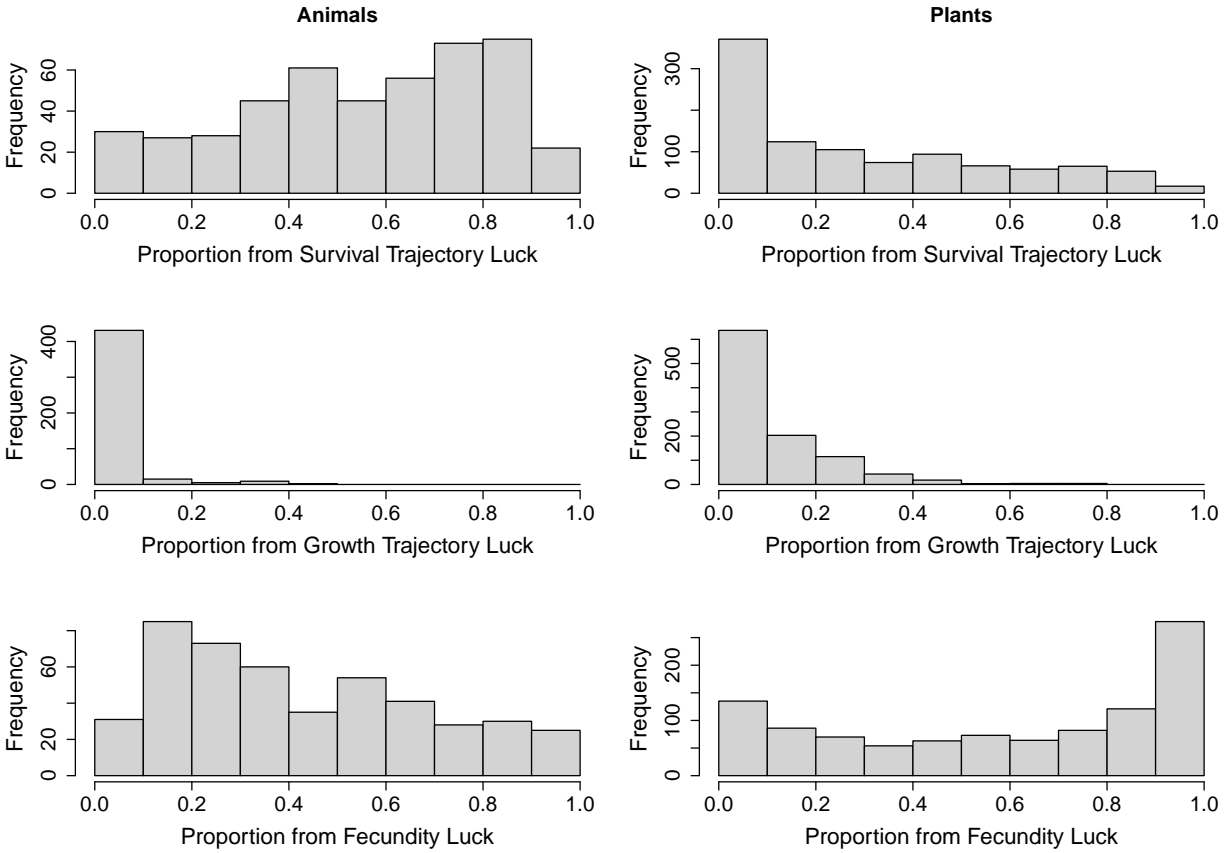 Animals
Plants
Frequency
0 20 40 60
0.0 0.2 0.4 0.6 0.8 1.0
Proportion from Survival Trajectory Luck
Frequency
0 100 300
0.0 0.2 0.4 0.6 0.8 1.0
Proportion from Survival Trajectory Luck
Frequency
0 200 400
0.0 0.2 0.4 0.6 0.8 1.0
Proportion from Growth Trajectory Luck
Frequency
0 200 500
0.0 0.2 0.4 0.6 0.8 1.0
Proportion from Growth Trajectory Luck
Frequency
0 20 60
0.0 0.2 0.4 0.6 0.8 1.0
Proportion from Fecundity Luck
Frequency
0 100 200
0.0 0.2 0.4 0.6 0.8 1.0
Proportion from Fecundity Luck